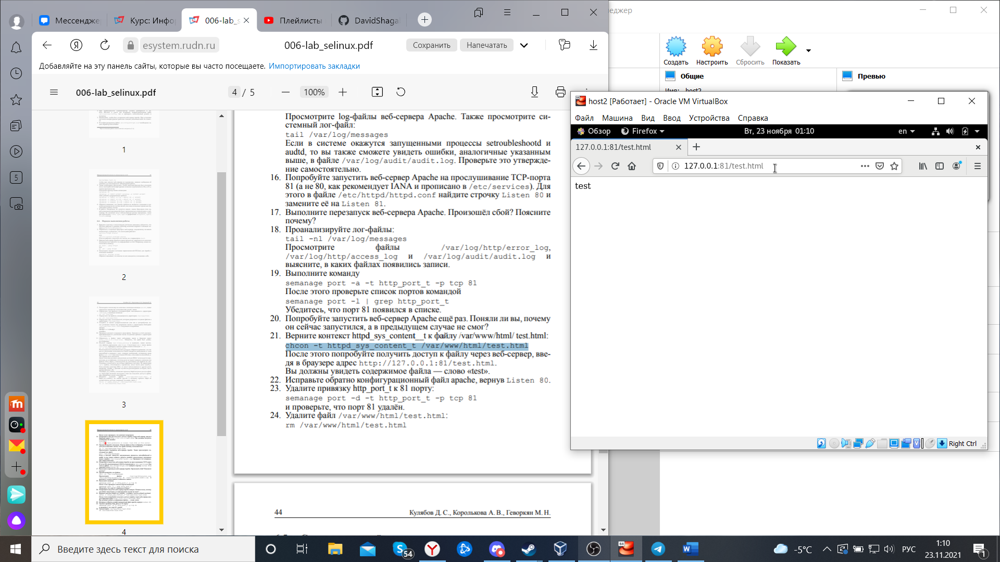 Мессендже
Курс: Инфо
006-lab_s
Плейлисты
DavidShaga
esystem.rudn.ru
006-lab_selinux.pdf
Сохранить
Напечатать
Добавляйте на эту панель сайты, которые вы часто посещаете. Импортировать закладки
006-lab_selinux.pdf
4 / 5
100%
1
2
3
4
5
Просмотрите log-файлы веб-сервера Apache. Также просмотрите си-
стемный лог-файл:
tail /var/log/messages
Если в системе окажутся запущенными процессы setroubleshootd и
audtd, то вы также сможете увидеть ошибки, аналогичные указанным
выше, в файле /var/log/audit/audit.log. Проверьте это утвержде-
ние самостоятельно.
16. Попробуйте запустить веб-сервер Apache на прослушивание TCP-порта
81 (а не 80, как рекомендует IANA и прописано в /etc/services). Для
этого в файле /etc/httpd/httpd.conf найдите строчку Listen 80 и
замените её на Listen 81.
17. Выполните перезапуск веб-сервера Apache. Произошёл сбой? Поясните
почему?
18. Проанализируйте лог-файлы:
tail -nl /var/log/messages
Просмотрите файлы /var/log/http/error_log,
/var/log/http/access_log и /var/log/audit/audit.log и
выясните, в каких файлах появились записи.
19. Выполните команду
semanage port -a -t http_port_t -p tcp 81
После этого проверьте список портов командой
semanage port -l | grep http_port_t
Убедитесь, что порт 81 появился в списке.
20. Попробуйте запустить веб-сервер Apache ещё раз. Поняли ли вы, почему
он сейчас запустился, а в предыдущем случае не смог?
21. Верните контекст httpd_sys_content__t к файлу /var/www/html/ test.html:
chcon -t httpd_sys_content_t /var/www/html/test.html
После этого попробуйте получить доступ к файлу через веб-сервер, вве-
дя в браузере адрес http://127.0.0.1:81/test.html.
Вы должны увидеть содержимое файла — слово «test».
22. Исправьте обратно конфигурационный файл apache, вернув Listen 80.
23. Удалите привязку http_port_t к 81 порту:
semanage port -d -t http_port_t -p tcp 81
и проверьте, что порт 81 удалён.
24. Удалите файл /var/www/html/test.html:
rm /var/www/html/test.html
44
Кулябов Д. С., Королькова А. В., Геворкян М. Н.
еджер
Создать
Настроить
Сбросить
Показать
Общие
Превью
Имя: host2
host2 [Работает] - Oracle VM VirtualBox
Файл Машина Вид Ввод Устройства Справка
Обзор
Firefox
Вт, 23 ноября 01:10
en
127.0.0.1:81/test.html
127.0.0.1:81/test.html
test
Right Ctrl
Введите здесь текст для поиска
54
64
-5°C
РУС
1:10
23.11.2021
1